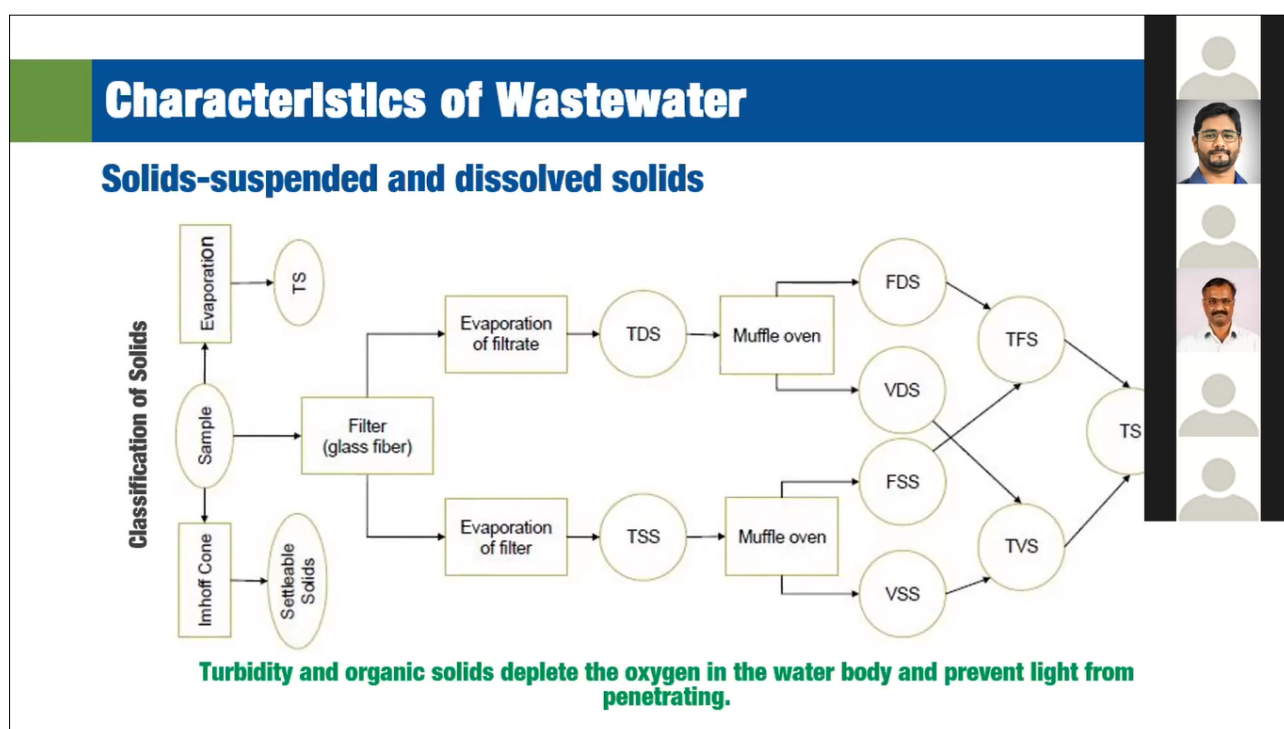 Characteristics of Wastewater
Solids-suspended and dissolved solids
Classification of Solids
Evaporation
TS
Sample
Imhoff Cone
Settleable
Solids
Filter
(glass fiber)
Evaporation
of filtrate
TDS
Muffle oven
FDS
VDS
Evaporation
of filter
TSS
Muffle oven
FSS
VSS
TFS
TVS
TS
Turbidity and organic solids deplete the oxygen in the water body and prevent light from
penetrating.